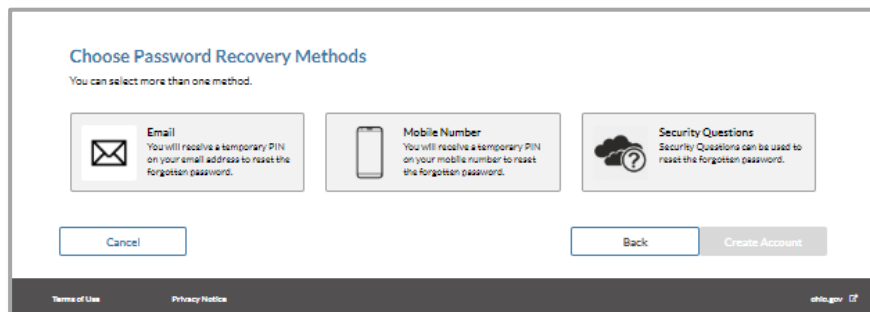 Choose Password Recovery Methods
You can select more than one method.
Email
You will receive a temporary PIN
on your email address to reset the
forgotten password.
Mobile Number
You will receive a temporary PIN
on your mobile number to reset
the forgotten password.
Security Questions
Security Questions can be used to
reset the forgotten password.
?
Cancel
Back
Create Account
Terms of Use
Privacy Notice
ohio.gov